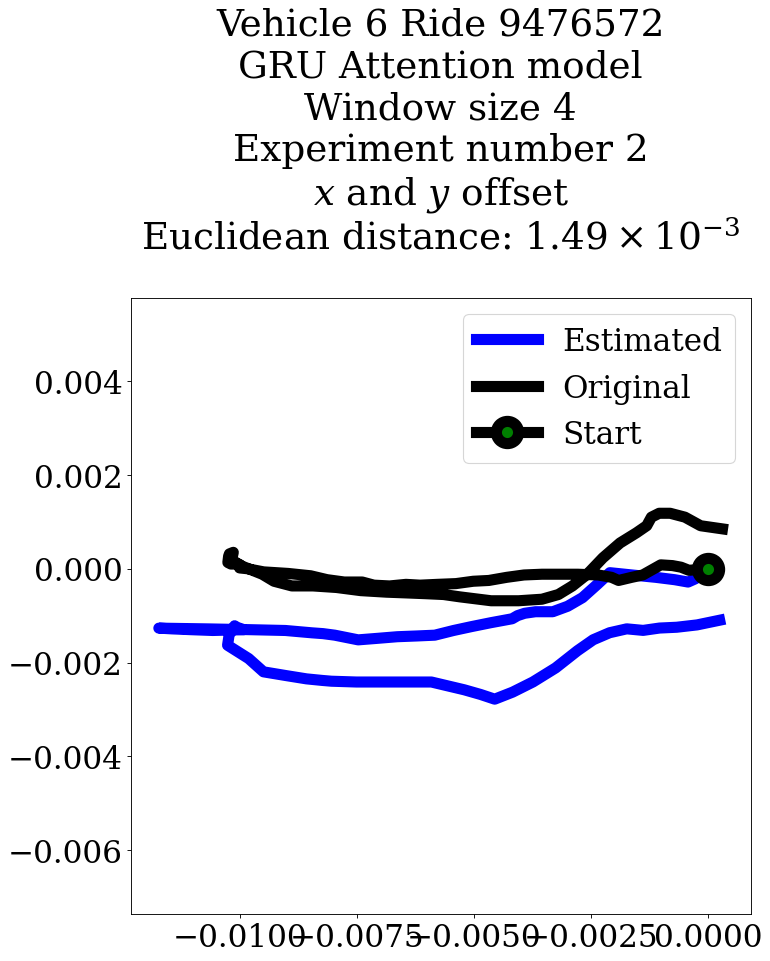 Vehicle 6 Ride 9476572
GRU Attention model
Window size 4
Experiment number 2
x and y offset
Euclidean distance: 1.49 × 10⁻³
Estimated
Original
Start
0.004
0.002
0.000
−0.002
−0.004
−0.006
−0.0100 −0.0075 −0.0050 −0.0025 0.0000